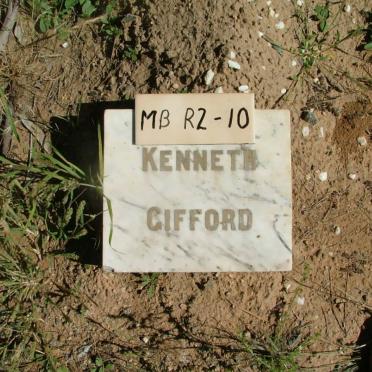 MB R2-10
KENNETH
GIFFORD